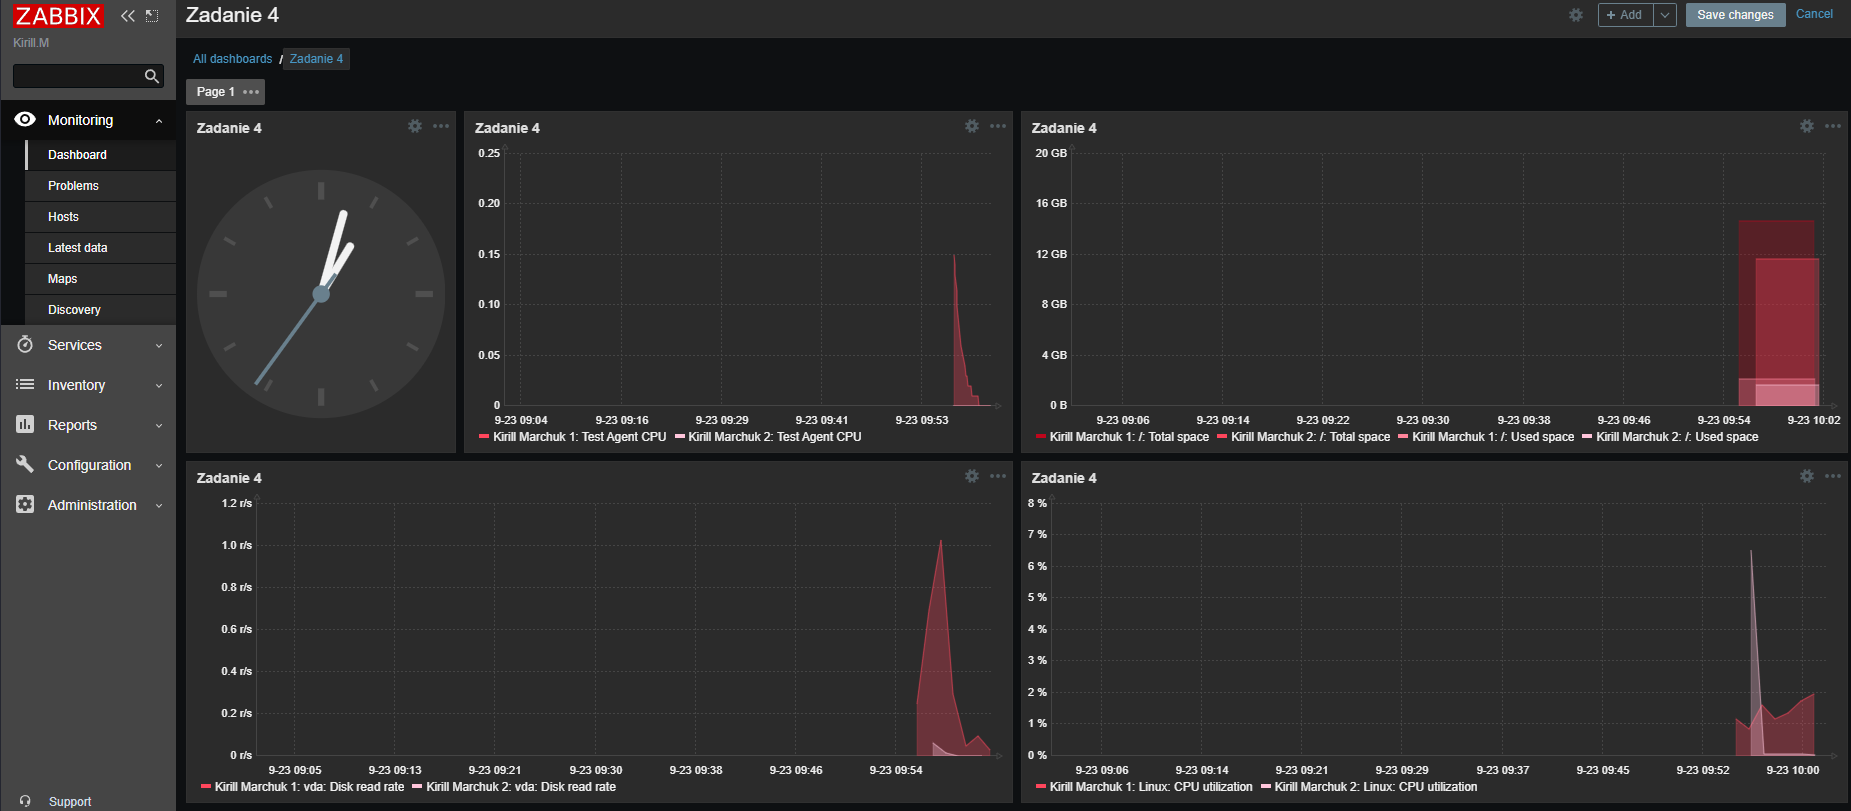 ZABBIX
Kirill.M
Monitoring
Dashboard
Problems
Hosts
Latest data
Maps
Discovery
Services
Inventory
Reports
Configuration
Administration
Support
Zadanie 4
+ Add
Save changes
Cancel
All dashboards / Zadanie 4
Page 1
Zadanie 4
Zadanie 4
0.25
0.20
0.15
0.10
0.05
0
9-23 09:04 9-23 09:16 9-23 09:29 9-23 09:41 9-23 09:53
Kirill Marchuk 1: Test Agent CPU Kirill Marchuk 2: Test Agent CPU
Zadanie 4
20 GB
16 GB
12 GB
8 GB
4 GB
0 B
9-23 09:06 9-23 09:14 9-23 09:22 9-23 09:30 9-23 09:38 9-23 09:46 9-23 09:54 9-23 10:02
Kirill Marchuk 1: /: Total space Kirill Marchuk 2: /: Total space Kirill Marchuk 1: /: Used space Kirill Marchuk 2: /: Used space
Zadanie 4
1.2 r/s
1.0 r/s
0.8 r/s
0.6 r/s
0.4 r/s
0.2 r/s
0 r/s
9-23 09:05 9-23 09:13 9-23 09:21 9-23 09:30 9-23 09:38 9-23 09:46 9-23 09:54
Kirill Marchuk 1: vda: Disk read rate Kirill Marchuk 2: vda: Disk read rate
Zadanie 4
8 %
7 %
6 %
5 %
4 %
3 %
2 %
1 %
0 %
9-23 09:06 9-23 09:14 9-23 09:21 9-23 09:29 9-23 09:37 9-23 09:45 9-23 09:52 9-23 10:00
Kirill Marchuk 1: Linux: CPU utilization Kirill Marchuk 2: Linux: CPU utilization